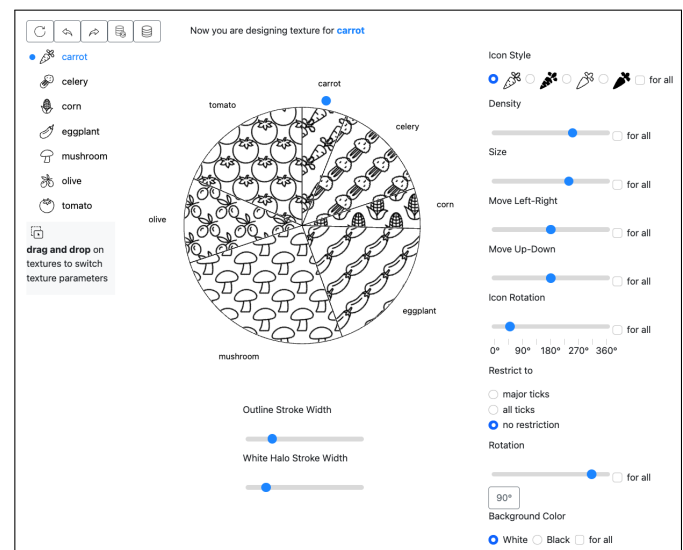 Now you are designing texture for carrot
carrot
celery
corn
eggplant
mushroom
olive
tomato
drag and drop on
textures to switch
texture parameters
carrot
tomato
celery
corn
olive
eggplant
mushroom
Outline Stroke Width
White Halo Stroke Width
Icon Style
for all
Density
for all
Size
for all
Move Left-Right
for all
Move Up-Down
for all
Icon Rotation
for all
0° 90° 180° 270° 360°
Restrict to
major ticks
all ticks
no restriction
Rotation
for all
90°
Background Color
White Black for all